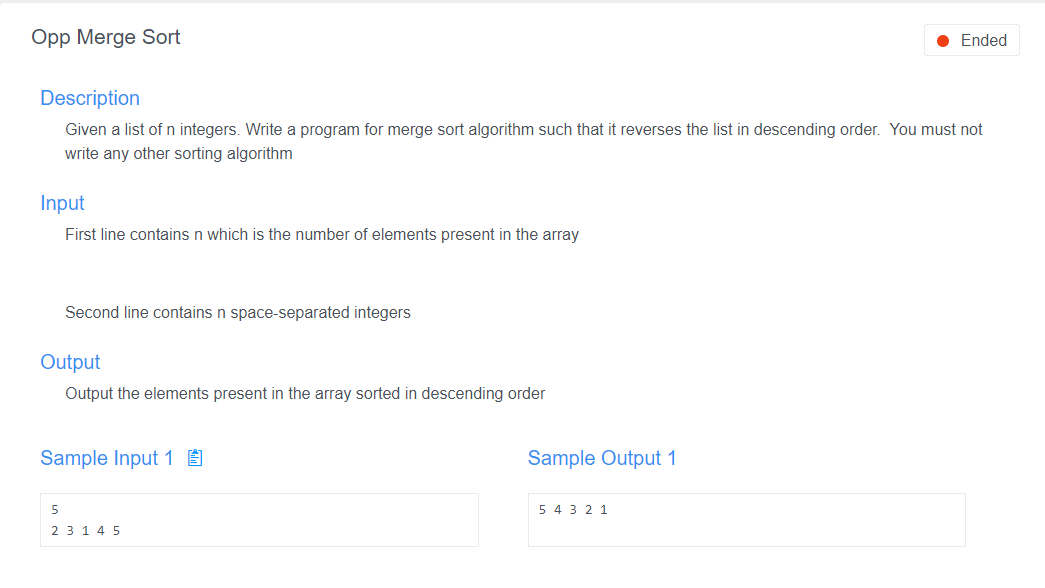 Opp Merge Sort
Ended
Description
Given a list of n integers. Write a program for merge sort algorithm such that it reverses the list in descending order.  You must not
write any other sorting algorithm
Input
First line contains n which is the number of elements present in the array
Second line contains n space-separated integers
Output
Output the elements present in the array sorted in descending order
Sample Input 1
Sample Output 1
5
2 3 1 4 5
5 4 3 2 1